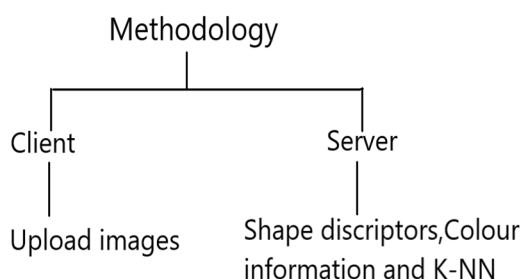 Methodology
Client
Server
Upload images
Shape discriptors,Colour
information and K-NN